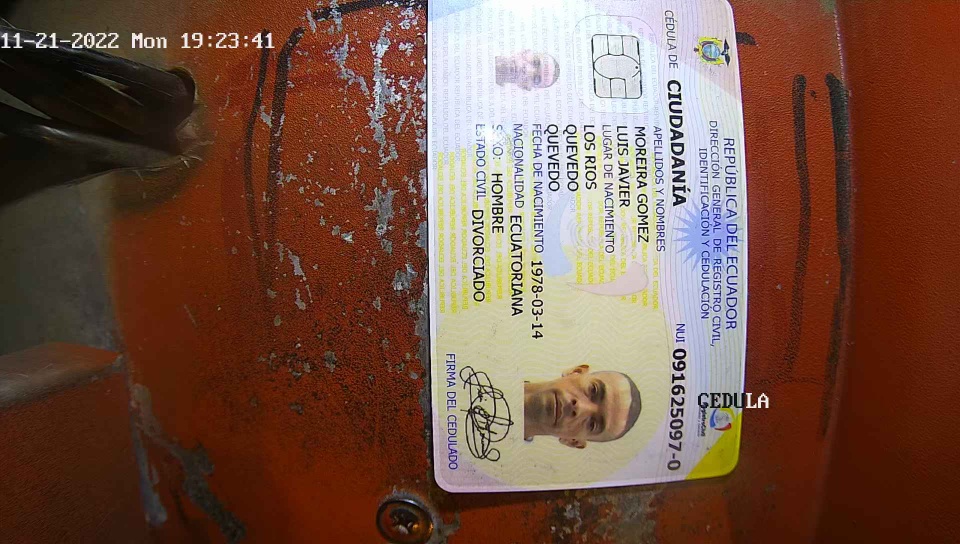 11-21-2022 Mon 19:23:41
REPÚBLICA DEL ECUADOR
DIRECCIÓN GENERAL DE REGISTRO CIVIL,
IDENTIFICACIÓN Y CEDULACIÓN
CÉDULA DE CIUDADANÍA
NUI 091625097-0
APELLIDOS Y NOMBRES
MOREIRA GOMEZ
LUIS JAVIER
LUGAR DE NACIMIENTO
LOS RIOS
QUEVEDO
QUEVEDO
FECHA DE NACIMIENTO 1978-03-14
NACIONALIDAD ECUATORIANA
SEXO: HOMBRE
ESTADO CIVIL DIVORCIADO
FIRMA DEL CEDULADO
CEDULA